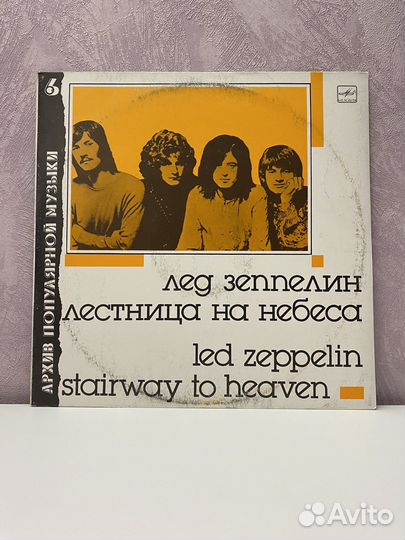 6
АРХИВ ПОПУЛЯРНОЙ МУЗЫКИ
лед зеппелин
лестница на небеса
led zeppelin
stairway to heaven
Avito